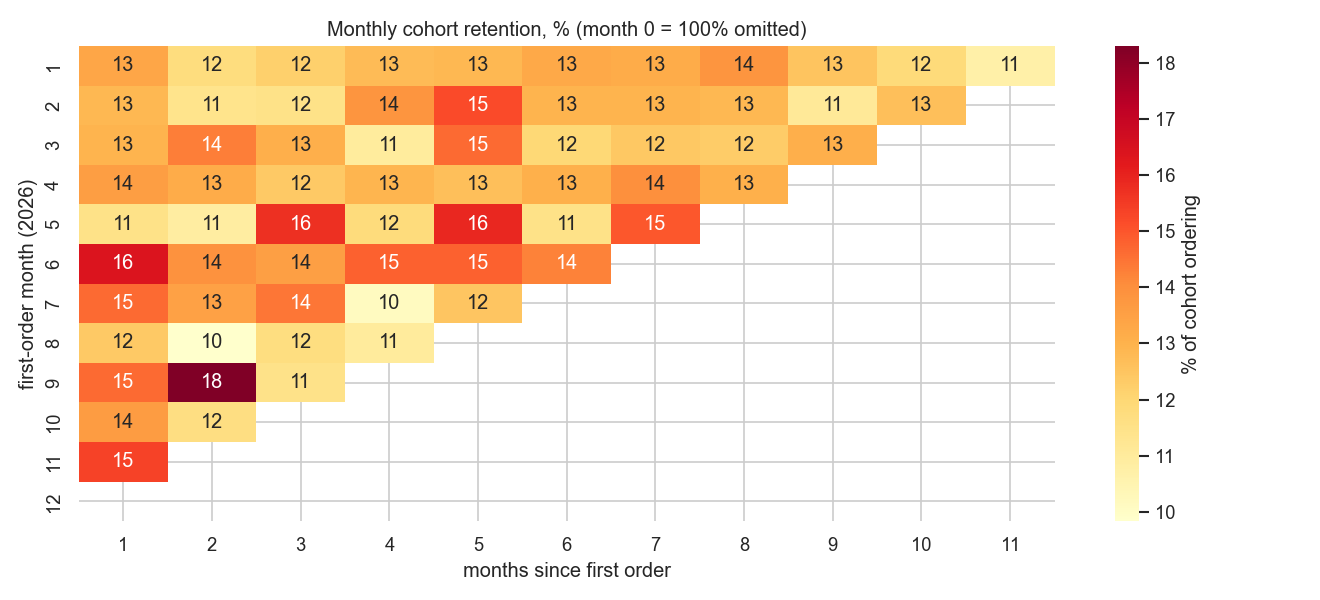 Monthly cohort retention, % (month 0 = 100% omitted)
first-order month (2026)
1 13 12 12 13 13 13 13 14 13 12 11
2 13 11 12 14 15 13 13 13 11 13
3 13 14 13 11 15 12 12 12 13
4 14 13 12 13 13 13 14 13
5 11 11 16 12 16 11 15
6 16 14 14 15 15 14
7 15 13 14 10 12
8 12 10 12 11
9 15 18 11
10 14 12
11 15
12
1 2 3 4 5 6 7 8 9 10 11
months since first order
18
17
16
15
14
13
12
11
10
% of cohort ordering